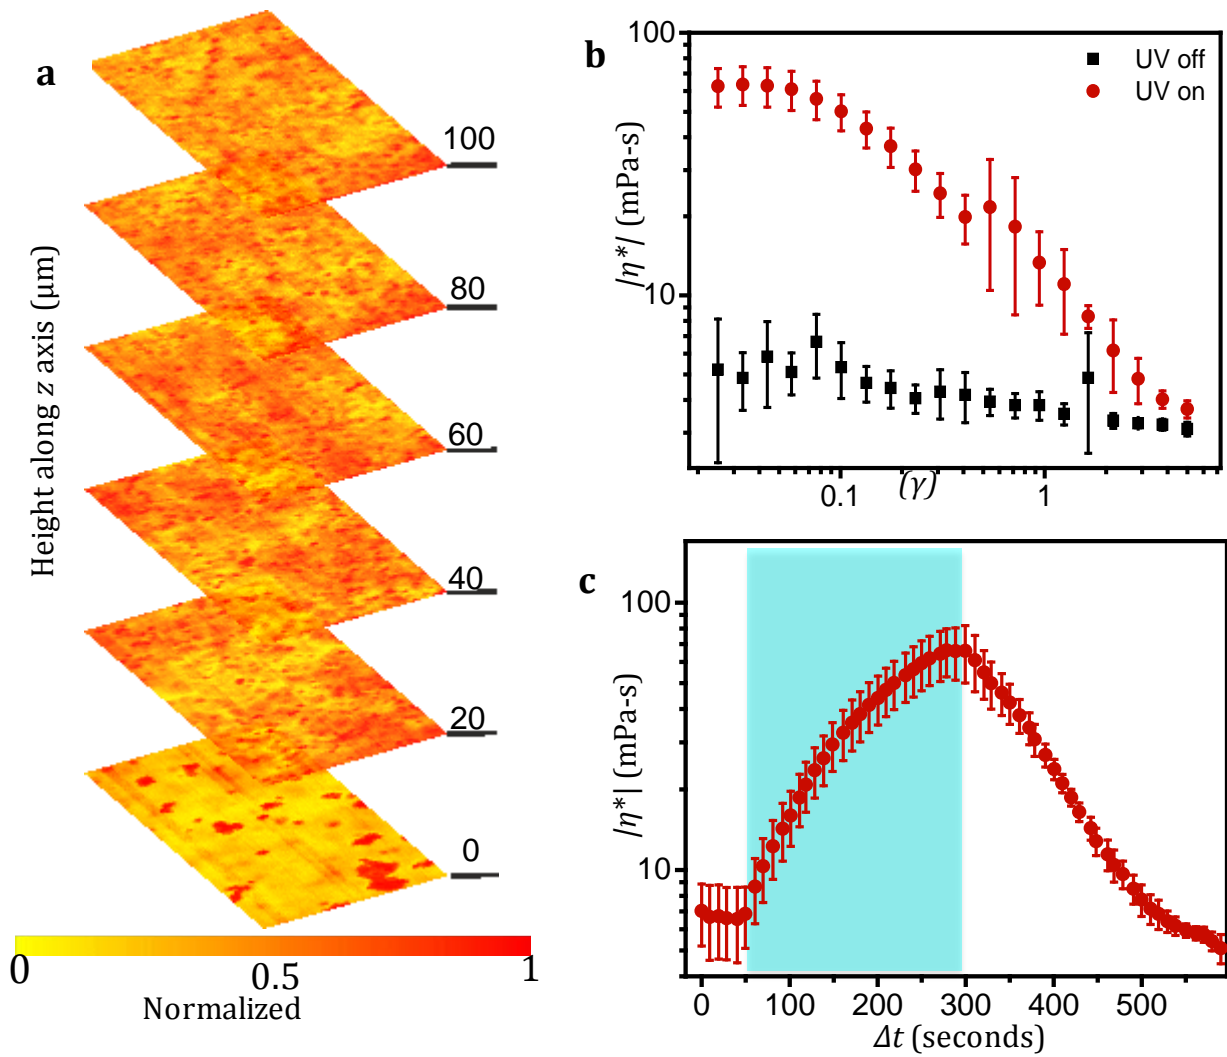 a
Height along z axis (μm)
100
80
60
40
20
0
0
0.5
1
Normalized
b
UV off
UV on
|η*| (mPa-s)
100
10
0.1
1
(γ)
c
|η*| (mPa-s)
100
10
0
100
200
300
400
500
Δt (seconds)